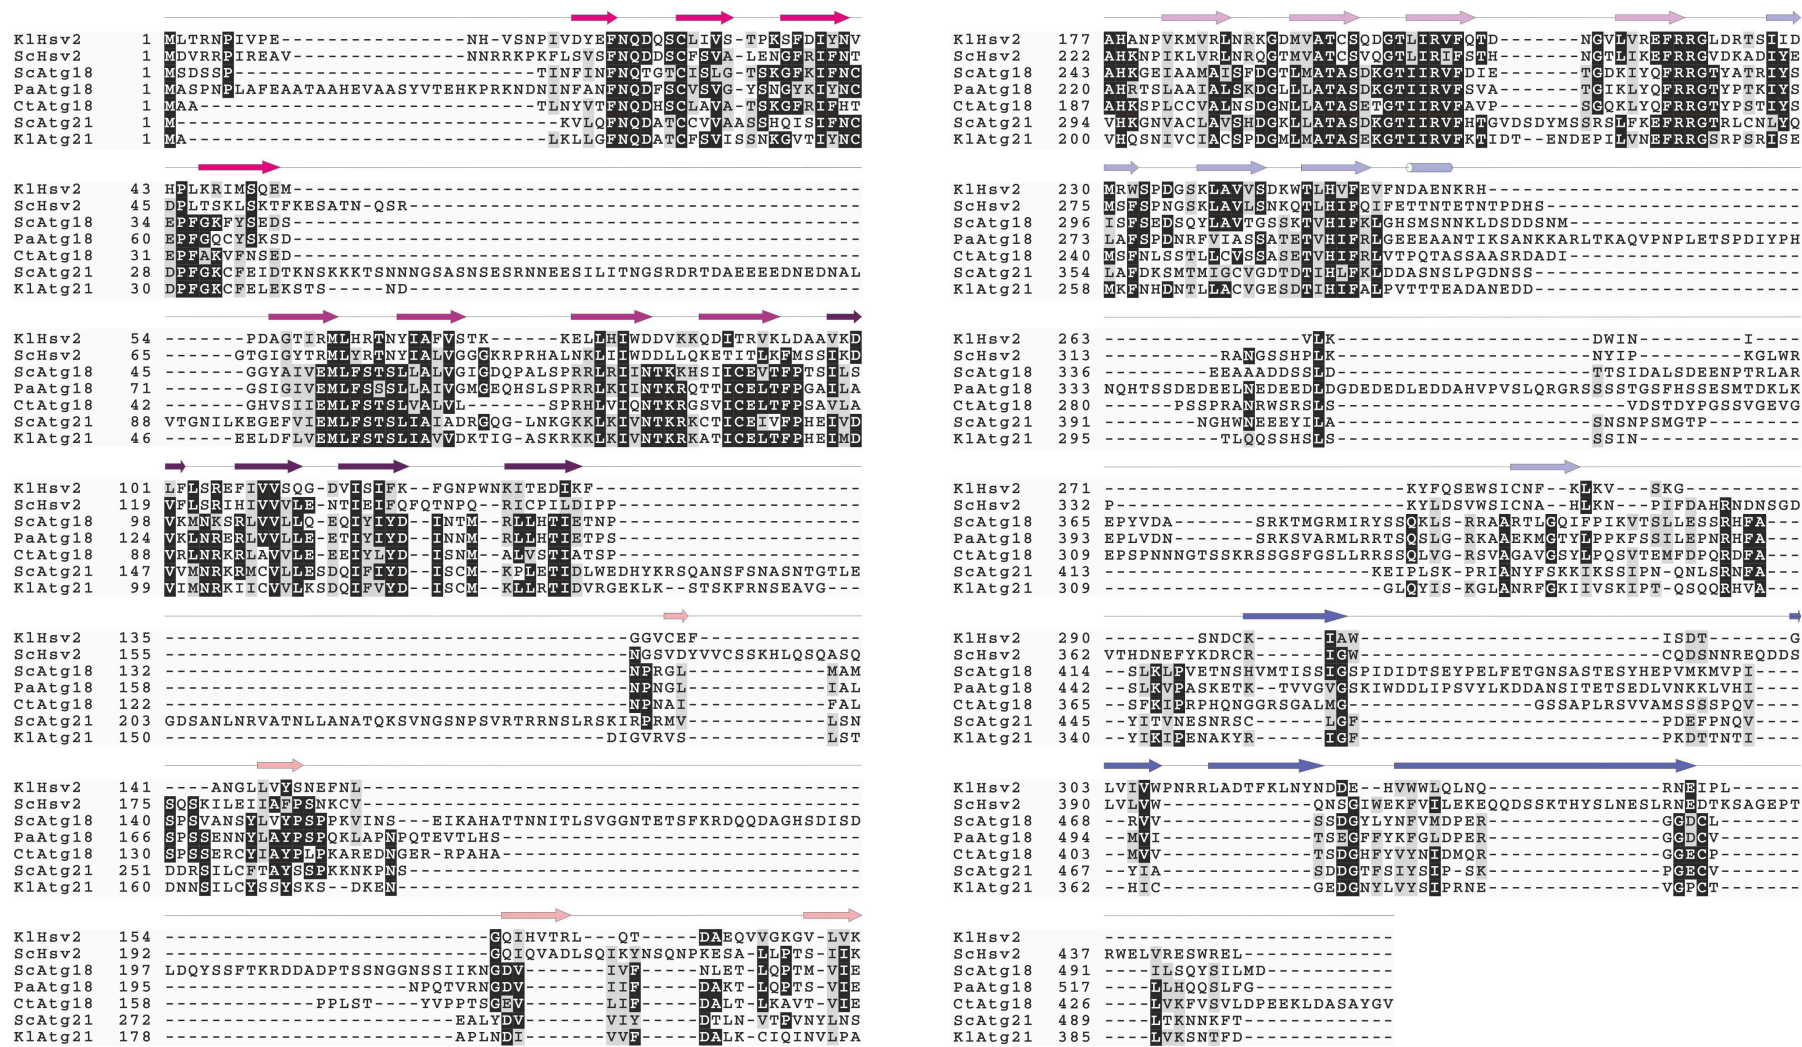 KlHsv2 1 MLTRNPIVPE--------------------NH-VSNPIVDYEFNQDQSCLIVS-TPKSFDIYNV
ScHsv2 1 MDVRRPIREAV-------------------NNRRKPKFLSVSFNQDDSCFSVA-LENGFRIFNT
ScAtg18 1 MSDSSP--------------------------TINFINFNQTGTCISLG-TSKGFKIFNC
PaAtg18 1 MASPNPLAFEAATAAHEVAASYVTEHKPRKNDNINFANFNQDFSCVSVG-YSNGYKIYNC
CtAtg18 1 MAA-----------------------------TLNYVTFNQDHSCLAVA-TSKGFRIFHT
ScAtg21 1 M---------------------------------KVLQFNQDATCCVVAASSHQISIFNC
KlAtg21 1 MA-------------------------------LKLLGFNQDATCFSVISSNKGVTIYNC
KlHsv2 43 HPLKRIMSQEM
ScHsv2 45 DPLTSKLSKTFKESATN-QSR
ScAtg18 34 EPFGKFYSEDS
PaAtg18 60 EPFGQCYSKSD
CtAtg18 31 EPFAKVFNSED
ScAtg21 28 DPFGKCFEIDTKNSKKKTSNNNGSASNSESRNNEESILITNGSRDRTDAEEEEDNEDNAL
KlAtg21 30 DPFGKCFELEKSTS-----ND
KlHsv2 54 --------PDAGTIRMLHRTNYIAFVSTK------KELLHIWDDVKKQDITRVKLDAAVKD
ScHsv2 65 ------GTGIGYTRMLYRTNYIALVGGGKRPRHALNKLIIWDDLLQKETITLKFMSSIKD
ScAtg18 45 -------GGYAIVEMLFSTSLLALVGIGDQPALSPRRLRIINTKKHSIICEVTFPTSILS
PaAtg18 71 -------GSIGIVEMLFSSSLLAIVGMGEQHSLSPRRLKIINTKRQTTICELTFPGAILA
CtAtg18 42 -------GHVSIIEMLFSTSLVALVL-------SPRHLVIQNTKRGSVICELTFPSAVLA
ScAtg21 88 VTGNILKEGEFVIEMLFSTSLIAIADRGQG-LNKGKKLKIVNTKRKCTICEIVFPHEIVD
KlAtg21 46 -------EELDFLVEMLFSTSLIAVVDKTIG-ASKRKKLKIVNTKRKATICELTFPHEIMD
KlHsv2 101 LFLSREFIVVSQG-DVISIFK-FGNPWNKITEDIKF
ScHsv2 119 VFLSRIHIVVVLE-NTIEIFQFQTNPQ--RICPILDIPP
ScAtg18 98 VKMNKSRLVVLLQ-EQIYIYD-INTM--RLLHTIETNP
PaAtg18 124 VKLNRERLVVLLE-ETIYIYD-INNM--RLLHTIETPS
CtAtg18 88 VRLNRKRLAVVLE-EEIYLYD-ISNM--ALVSTIATSP
ScAtg21 147 VVMNRKRMCVLLESDQIFIYD-ISCM--KPLETIDLWEDHYKRSQANSFSNASNTGTLE
KlAtg21 99 VIMNRKIICVVLKSDQIFVYD-ISCM--KLLRTIDVRGEKLK--STSKFRNSEAVG---
KlHsv2 135 GGVCEF
ScHsv2 155 NGSVDYVVCSSKHLQSQASQ
ScAtg18 132 NPRGL------------MAM
PaAtg18 158 NPNGL------------IAL
CtAtg18 122 NPNAI------------FAL
ScAtg21 203 GDSANLNRVATNLLANATQKSVNGSNPSVRTRRNSLRSKIRPRMV------------LSN
KlAtg21 150 DIGVRVS------------LST
KlHsv2 141 ----ANGLLVYSNEFNL
ScHsv2 175 SQSKILEIIAFPSNKCV
ScAtg18 140 SPSVANSYLVYPSPPKVINS---EIKAHATTNNITLSVGGNTETSFKRDQQDAGHSDISD
PaAtg18 166 SPSSENNYLAYPSPQKLAPNPQTEVTLHS
CtAtg18 130 SPSSERCYIAYPLPKAREDNGER-RPAHA
ScAtg21 251 DDRSILCFTAYSSPKKNKPNS
KlAtg21 160 DNNSILCYSSYSKS--DKEN
KlHsv2 154 GQIHVTRL---QT-----DAEQVVGKGV-LVK
ScHsv2 192 GQIQVADLSQIKYNSQNPKESA-LLPTS-IIK
ScAtg18 197 LDQYSSFTKRDDADPTSSNGGNSSIIKNGDV-------IVF-----NLET-LQPTM-VIE
PaAtg18 195 NPQTVRNGDV-------IIF-----DAKT-LQPTS-VIE
CtAtg18 158 PPLST----YVPPTSGEV-------LIF-----DALT-LKAVT-VIE
ScAtg21 272 EALYDV-------VIY-----DTLN-VTPVNYLNS
KlAtg21 178 APLNDI-------VVF-----DALK-CIQINVLPA
KlHsv2 177 AHANPVKMVRLNRKGDMVATCSQDGTLIRVFQTD-------NGVLVREFRRGLDRTSIID
ScHsv2 222 AHKNPIKLVRLNRQGTMVATCSVQGTLIRIFSTH-------NGTLIKEFRRGVDKADIYE
ScAtg18 243 AHKGEIAAMAISFDGTLMATASDKGTIIRVFDIE-------TGDKIYQFRRGTYATRIYS
PaAtg18 220 AHRTSLAAIALSKDGLLLATASDKGTIIRVFSVA-------TGIKLYQFRRGTYPTKIYS
CtAtg18 187 AHKSPLCCVALNSDGNLLATASETGTIIRVFAVP-------SGQKLYQFRRGTYPSTIYS
ScAtg21 294 VHKGNVACLAVSHDGKLLATASDKGTIIRVFHTGVDSDYMSSRSLFKEFRRGTRLCNLYQ
KlAtg21 200 VHQSNIVCIACSPDGMLMATASEKGTIIRVFKTIDT-ENDEPILVNEFRRGSRPSRISE
KlHsv2 230 MRWSPDGSKLAVVSDKWTLHVFEVFNDAENKRH
ScHsv2 275 MSFSPNGSKLAVLSNKQTLHIFQIFETTNTETNTPDHS
ScAtg18 296 ISFSEDSQYLAVTGSSKTVHIFKLGHSMSNNKLDSDDSNM
PaAtg18 273 LAFSPDNRFVIASSATETVHIFRLGEEEAANTIKSANKKARLTKAQVPNPLETSPDIYPH
CtAtg18 240 MSFNLSSTLLCVSSASETVHIFRLVTPQTASSAASRDADI
ScAtg21 354 LAFDKSMTMIGCVGDTDTIHLFKLDDASNSLPGDNSS
KlAtg21 258 MKFNHDNTLLACVGESDTIHIFALPVTTTEADANEDD
KlHsv2 263 VLK----------------------DWIN------I
ScHsv2 313 RANGSSHPLK----------------------NYIP------KGLWR
ScAtg18 336 EEAAADDSSLD----------------------TTSIDALSDEENPTRLAR
PaAtg18 333 NQHTSSDEDEELNEDEEDLDGDEDEDLEDDAHVPVSLQRGRSSSSTGSFHSSESMTDKLK
CtAtg18 280 PSSPRANRWSRSLS-------------------------VDSTDYPGSSVGEVG
ScAtg21 391 NGHWNEEEYILA----------------------SNSNPSMGTP
KlAtg21 295 TLQQSSHSLS----------------------SSIN
KlHsv2 271 KYFQSEWSICNF--KLKV---SKG
ScHsv2 332 P-------------------------KYLDSVWSICNA--HLKN--PIFDAHRNDNSGD
ScAtg18 365 EPYVDA-------SRKTMGRMIRYSSQKLS-RRAARTLGQIFPIKVTSLLESSRHFA
PaAtg18 393 EPLVDN-------SRKSVARMLRRTSQSLG-RKAAEKMGTYLPPKFSSILEPNRHFA
CtAtg18 309 EPSPNNNGTSSKRSSGSFGSLLRRSSQLVG-RSVAGAVGSYLPQSVTEMFDPQRDFA
ScAtg21 413 KEIPLSK-PRIANYFSKKIKSSIPN-QNLSRNFA
KlAtg21 309 GLQYIS-KGLANRFGKIIVSKIPT-QSQQRHVA
KlHsv2 290 SNDCK------IAW--------------------------ISDT------G
ScHsv2 362 VTHDNEFYKDRCR------IGW--------------------------CQDSNNREQDDS
ScAtg18 414 SLKLPVETNSHVMTISSIGSPIDIDTSEYPELFETGNSASTESYHEPVMKMVPI
PaAtg18 442 SLKVPASKETK--TVVGVGSKIWDDLIPSVYLKDDANSITETSEDLVNKKLVHI
CtAtg18 366 SFKIPRPHQNGGRSGALMG---------------GSSAPLRSVVAMSSSSPQV
ScAtg21 445 YITVNESNRSC------LGF--------------------------PDEFPNQV
KlAtg21 340 YIKIPENAKYR------IGF--------------------------PKDTTNTI
KlHsv2 303 LVIVWPNRRLADTFKLNYNDDE-HVWWLQLNQ---------------RNEIPL
ScHsv2 390 LVLVW-------------QNSGIWEKFVILEKEQQDSSKTHYSLNESLRNEDTKSAGEPT
ScAtg18 468 RVV-------------SSDGYLYNFVMDPER---------------GGDCL
PaAtg18 494 MVI-------------TSEGFFYKFGLDPER---------------GGDCV
CtAtg18 403 MVV-------------TSDGHFYVYNIDMQR---------------GGECP
ScAtg21 467 YIA-------------SDDGTFSIYSIP-SK---------------PGECV
KlAtg21 362 HIC-------------GEDGNYLVYSIPRNE---------------VGPCT
KlHsv2
ScHsv2 437 RWELVRESWREL
ScAtg18 491 ILSQYSILMD
PaAtg18 517 LLHQQSLFG
CtAtg18 426 LVKFVSVLDPEEKLDASAYGV
ScAtg21 489 LTKNNKFT
KlAtg21 385 LVKSNTFD